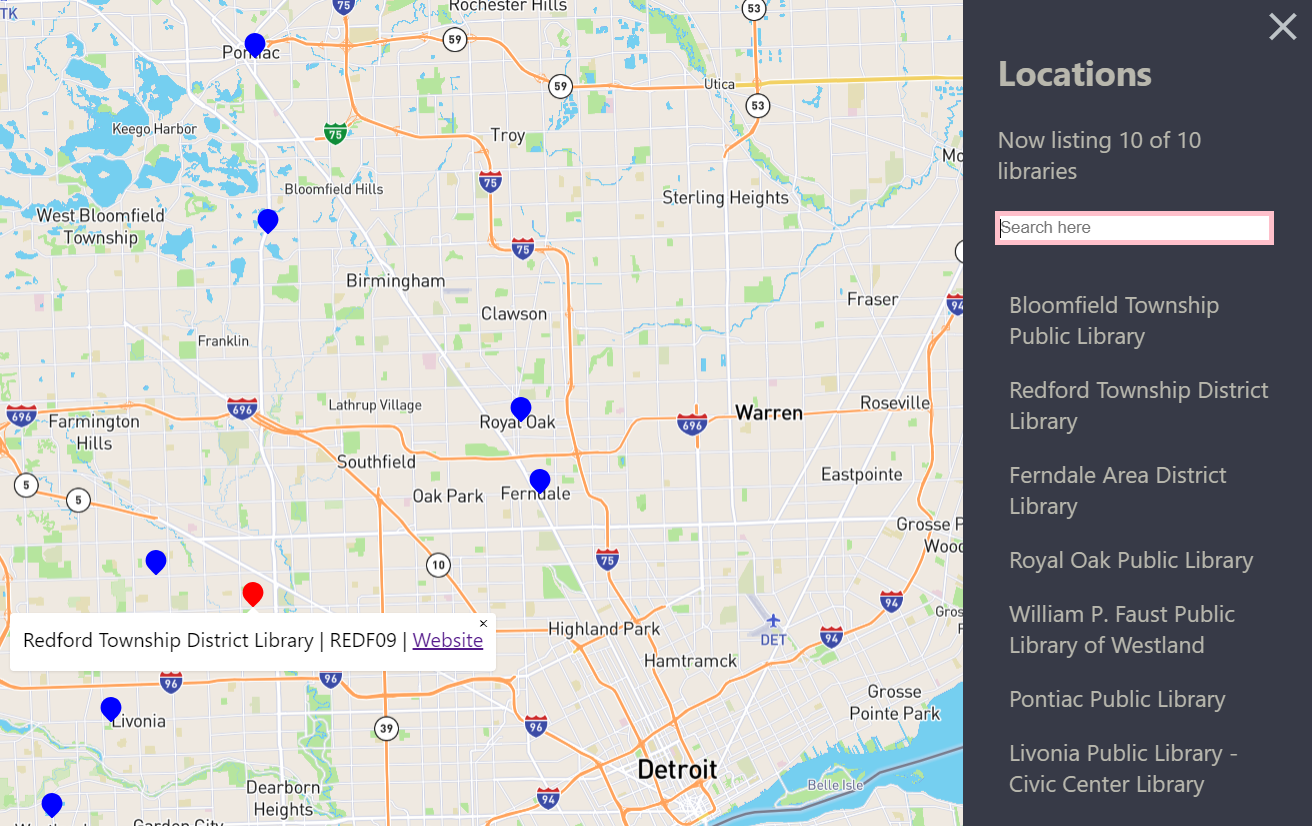 TK
75
Rochester Hills
53
Pontiac
59
59
Utica
53
Keego Harbor
75
Troy
Bloomfield Hills
75
Sterling Heights
West Bloomfield
Township
75
Birmingham
Fraser
94
Clawson
Franklin
696
696
Lathrup Village
Royal Oak
696
Warren
Roseville
Farmington
Hills
Southfield
Eastpointe
5
5
Oak Park
Ferndale
10
75
94
Highland Park
DET
94
Redford Township District Library | REDF09 | Website
×
Hamtramck
96
96
Grosse
Pointe Park
Livonia
39
96
Detroit
Belle Isle
Dearborn
Heights
94
Garden City
Locations
Now listing 10 of 10
libraries
Search here
Bloomfield Township
Public Library
Redford Township District
Library
Ferndale Area District
Library
Royal Oak Public Library
William P. Faust Public
Library of Westland
Pontiac Public Library
Livonia Public Library -
Civic Center Library